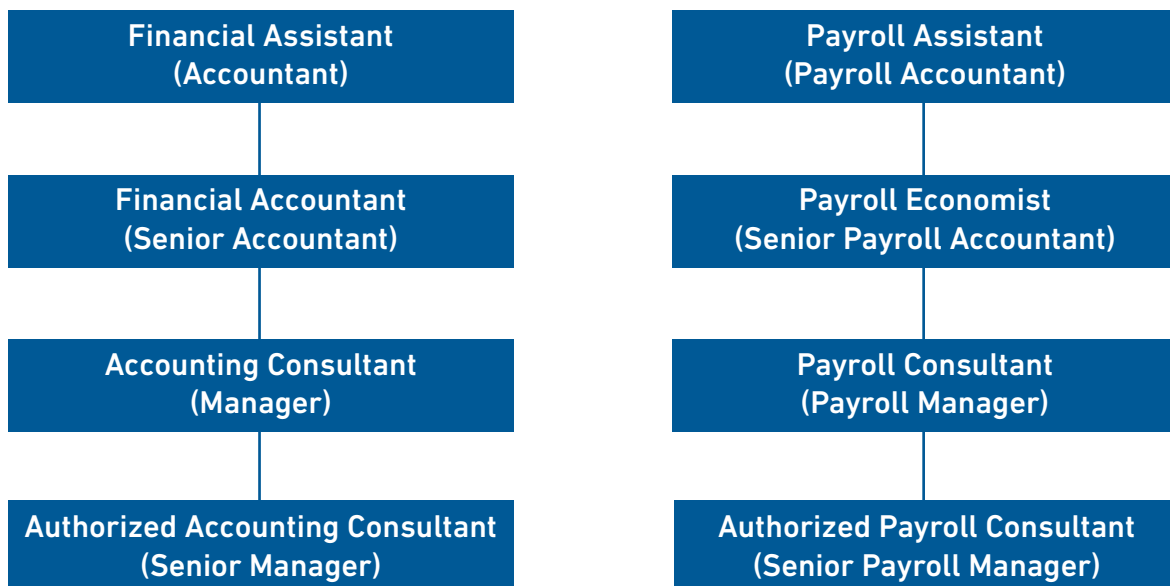 Financial Assistant
(Accountant)
Financial Accountant
(Senior Accountant)
Accounting Consultant
(Manager)
Authorized Accounting Consultant
(Senior Manager)
Payroll Assistant
(Payroll Accountant)
Payroll Economist
(Senior Payroll Accountant)
Payroll Consultant
(Payroll Manager)
Authorized Payroll Consultant
(Senior Payroll Manager)